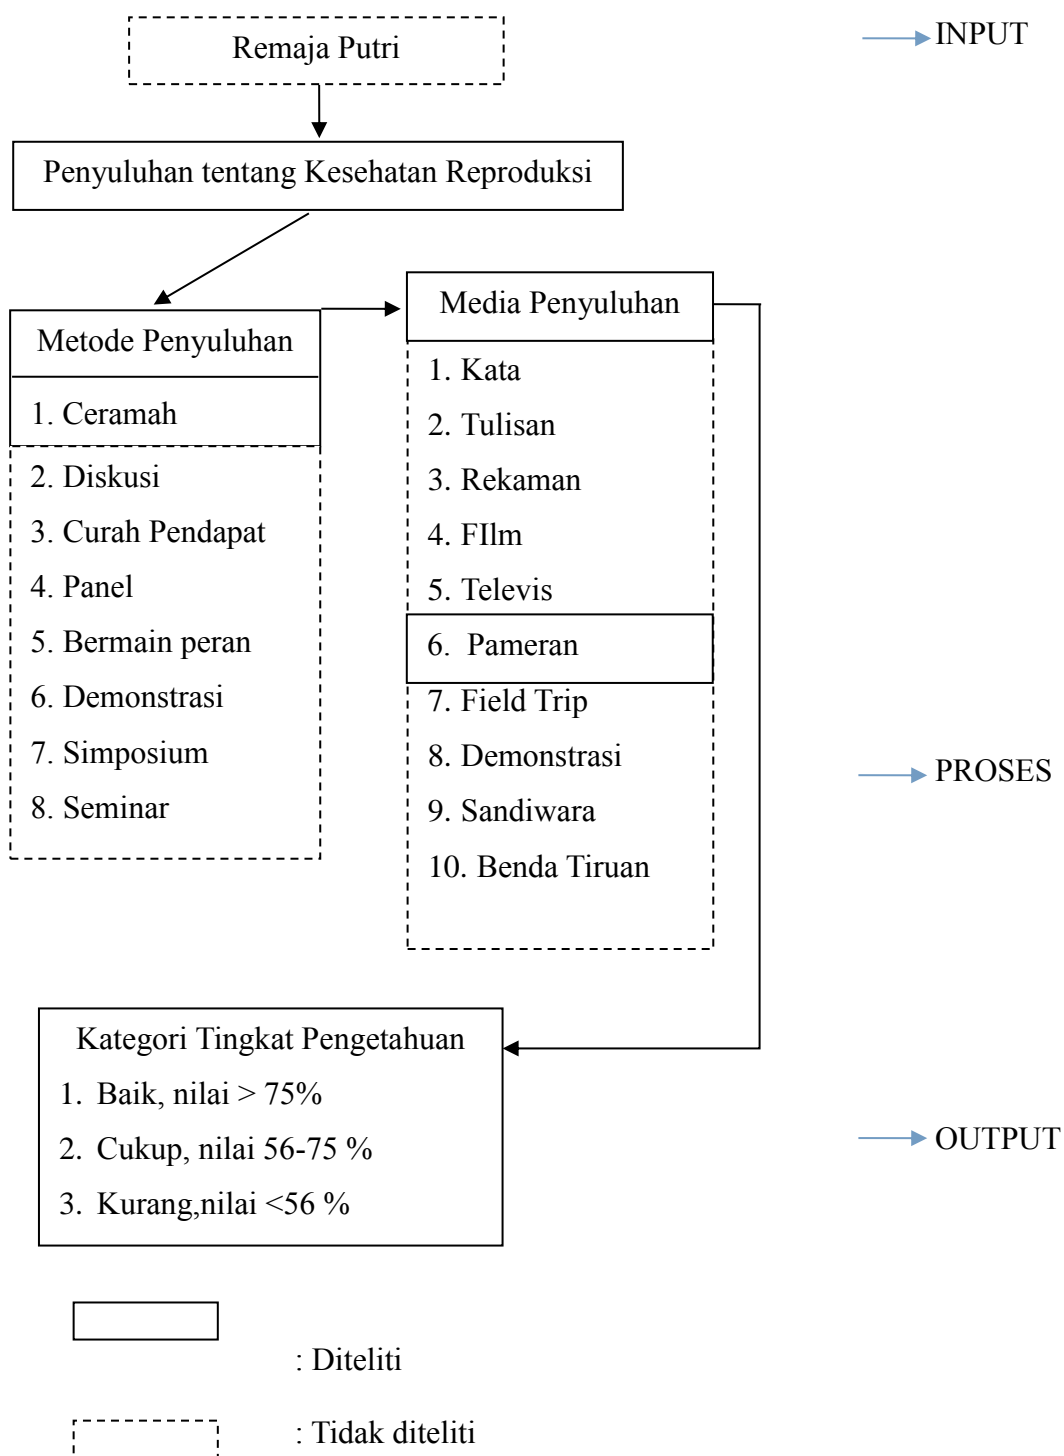 Remaja Putri
INPUT
Penyuluhan tentang Kesehatan Reproduksi
Metode Penyuluhan
1. Ceramah
2. Diskusi
3. Curah Pendapat
4. Panel
5. Bermain peran
6. Demonstrasi
7. Simposium
8. Seminar
Media Penyuluhan
1. Kata
2. Tulisan
3. Rekaman
4. FIlm
5. Televis
6. Pameran
7. Field Trip
8. Demonstrasi
9. Sandiwara
10. Benda Tiruan
PROSES
Kategori Tingkat Pengetahuan
1. Baik, nilai > 75%
2. Cukup, nilai 56-75 %
3. Kurang,nilai <56 %
OUTPUT
: Diteliti
: Tidak diteliti